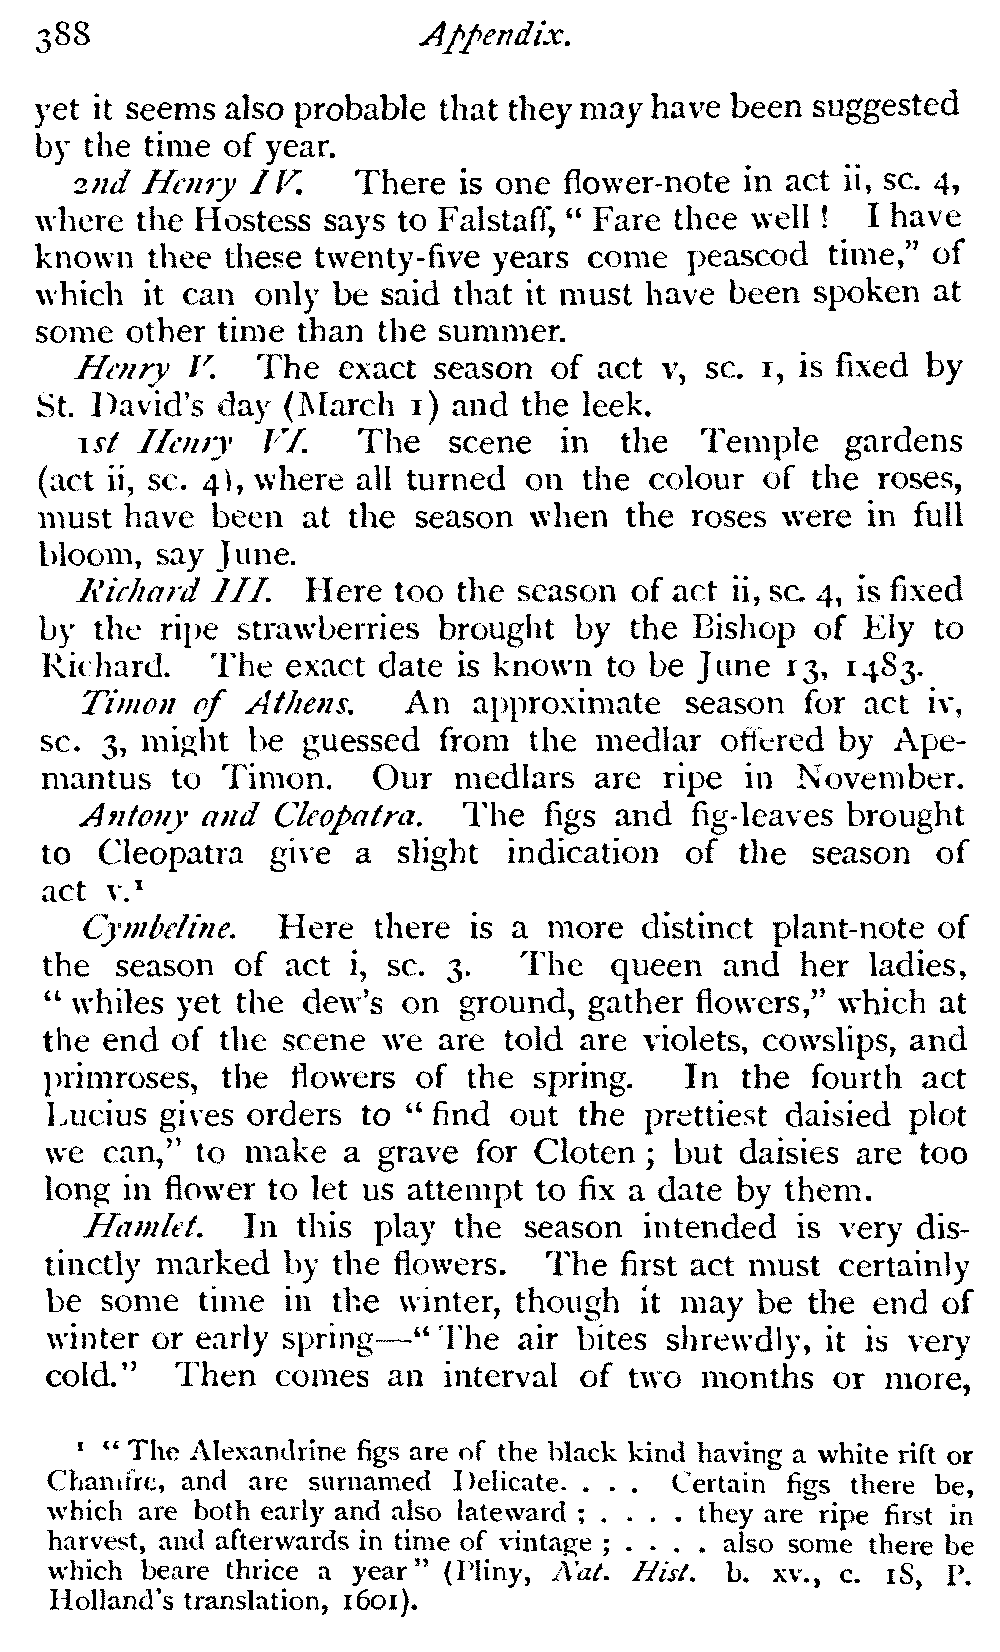 388 Appendix.
yet it seems also probable that they may have been suggested
by the time of year.
2nd Henry IV. There is one flower-note in act ii, sc. 4,
where the Hostess says to Falstaff, “ Fare thee well ! I have
known thee these twenty-five years come peascod time,” of
which it can only be said that it must have been spoken at
some other time than the summer.
Henry V. The exact season of act v, sc. 1, is fixed by
St. David's day (March 1) and the leek.
1st Henry VI. The scene in the Temple gardens
(act ii, sc. 4), where all turned on the colour of the roses,
must have been at the season when the roses were in full
bloom, say June.
Richard III. Here too the season of act ii, sc. 4, is fixed
by the ripe strawberries brought by the Bishop of Ely to
Richard. The exact date is known to be June 13, 1483.
Timon of Athens. An approximate season for act iv,
sc. 3, might be guessed from the medlar offered by Ape-
mantus to Timon. Our medlars are ripe in November.
Antony and Cleopatra. The figs and fig-leaves brought
to Cleopatra give a slight indication of the season of
act v.¹
Cymbeline. Here there is a more distinct plant-note of
the season of act i, sc. 3. The queen and her ladies,
“ whiles yet the dew's on ground, gather flowers,” which at
the end of the scene we are told are violets, cowslips, and
primroses, the flowers of the spring. In the fourth act
Lucius gives orders to “ find out the prettiest daisied plot
we can,” to make a grave for Cloten ; but daisies are too
long in flower to let us attempt to fix a date by them.
Hamlet. In this play the season intended is very dis-
tinctly marked by the flowers. The first act must certainly
be some time in the winter, though it may be the end of
winter or early spring—“ The air bites shrewdly, it is very
cold.” Then comes an interval of two months or more,
¹ “ The Alexandrine figs are of the black kind having a white rift or
Chamfre, and are surnamed Delicate. . . . Certain figs there be,
which are both early and also lateward ; . . . . they are ripe first in
harvest, and afterwards in time of vintage ; . . . . also some there be
which beare thrice a year ” (Pliny, Nat. Hist. b. xv., c. 18, P.
Holland's translation, 1601).